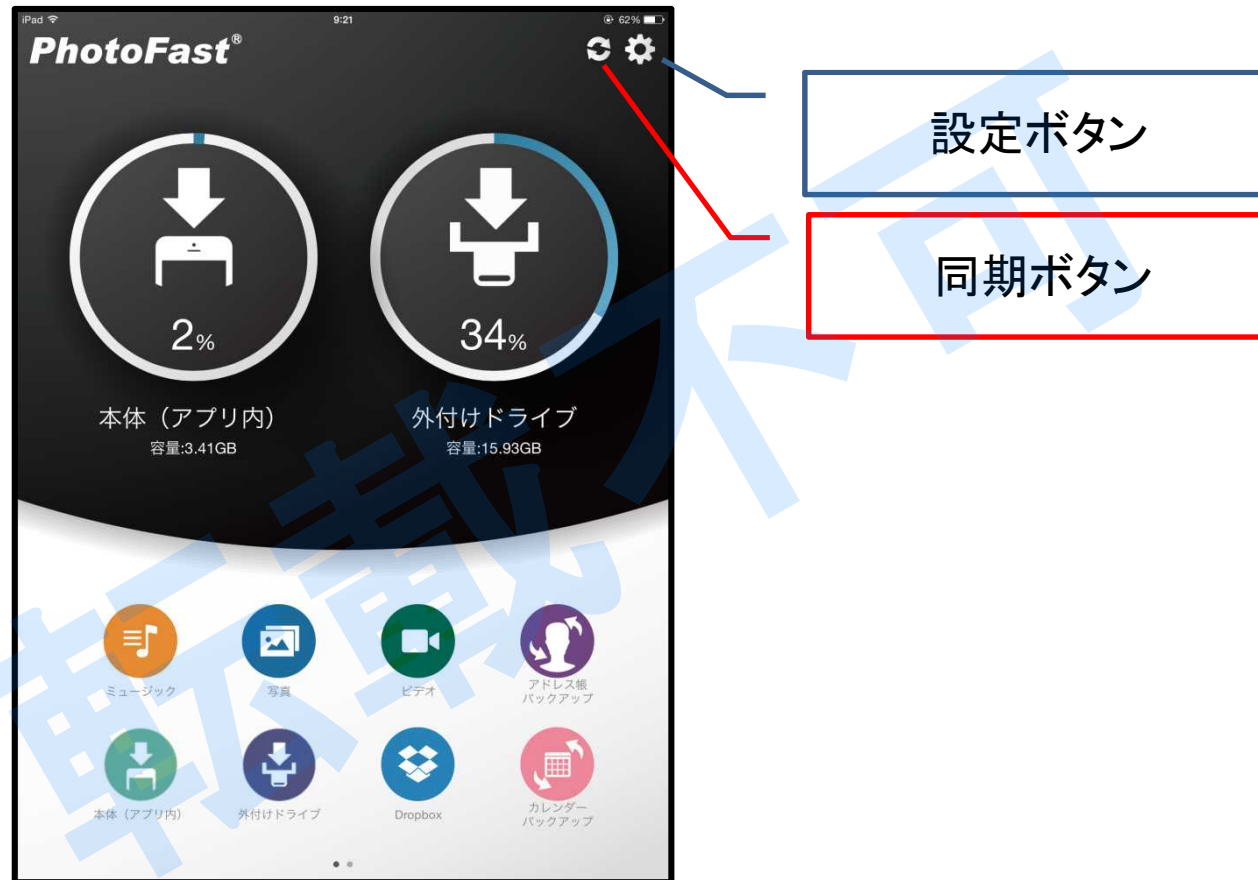 iPad 9:21 62%
PhotoFast®
設定ボタン
同期ボタン
2% 34%
本体（アプリ内） 外付けドライブ
容量:3.41GB 容量:15.93GB
ミュージック 写真 ビデオ アドレス帳
バックアップ
本体（アプリ内） 外付けドライブ Dropbox カレンダー
バックアップ
転載不可